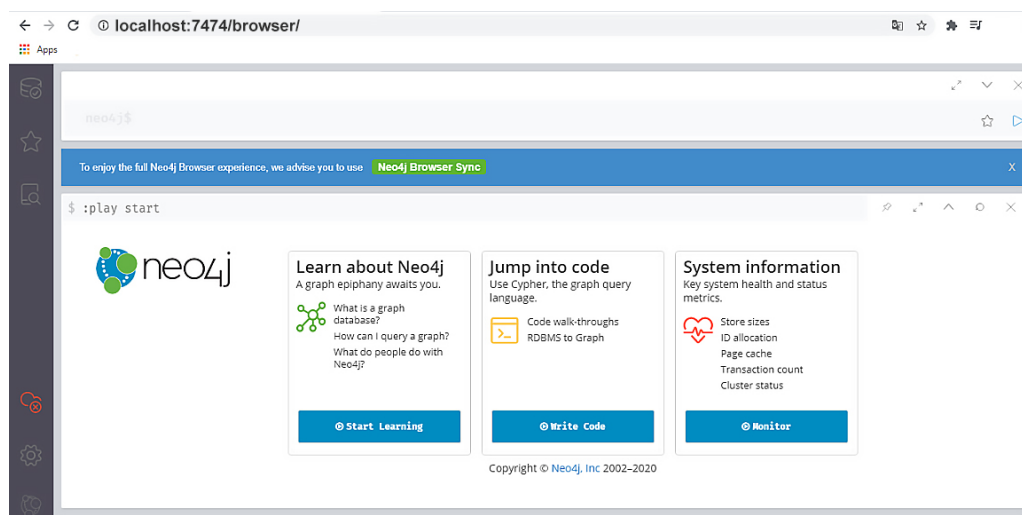 localhost:7474/browser/
Apps
neo4j$
To enjoy the full Neo4j Browser experience, we advise you to use Neo4j Browser Sync X
$ :play start
neo4j
Learn about Neo4j
A graph epiphany awaits you.
What is a graph
database?
How can I query a graph?
What do people do with
Neo4j?
Start Learning
Jump into code
Use Cypher, the graph query
language.
Code walk-throughs
RDBMS to Graph
Write Code
System information
Key system health and status
metrics.
Store sizes
ID allocation
Page cache
Transaction count
Cluster status
Monitor
Copyright © Neo4j, Inc 2002–2020